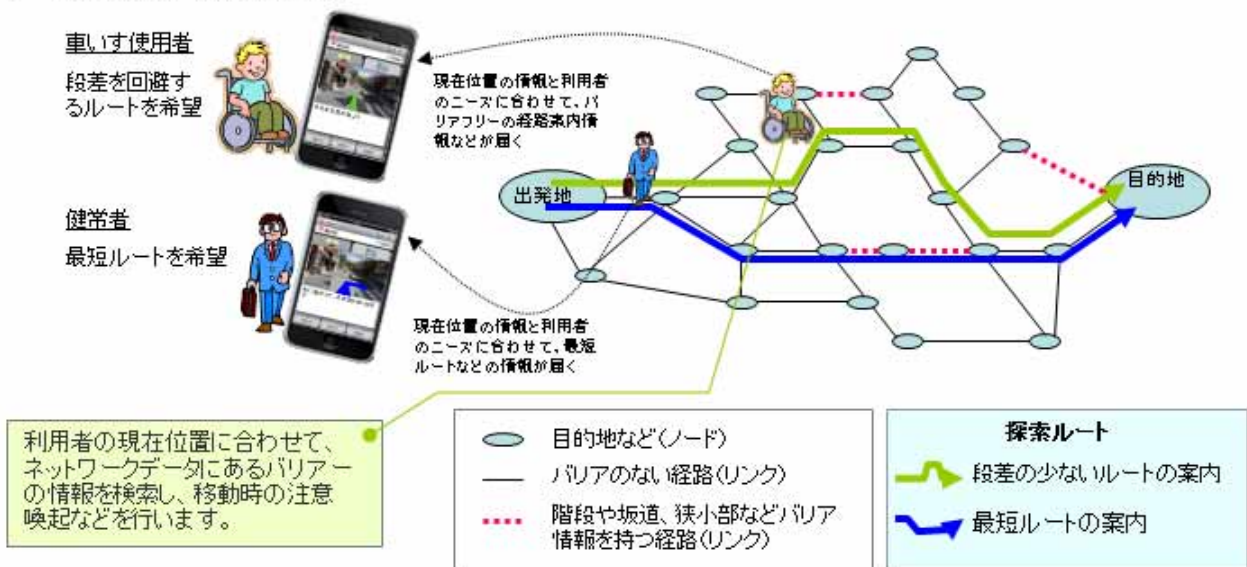 車いす使用者
段差を回避す
るルートを希望
現在位置の情報と利用者
のニーズに合わせて、バ
リアフリーの経路案内情
報などが届く
出発地
目的地
健常者
最短ルートを希望
現在位置の情報と利用者
のニーズに合わせて、最短
ルートなどの情報が届く
利用者の現在位置に合わせて、
ネットワークデータにあるバリアー
の情報を検索し、移動時の注意
喚起などを行います。
目的地など(ノード)
バリアのない経路(リンク)
階段や坂道、狭小部などバリア
情報を持つ経路(リンク)
探索ルート
段差の少ないルートの案内
最短ルートの案内